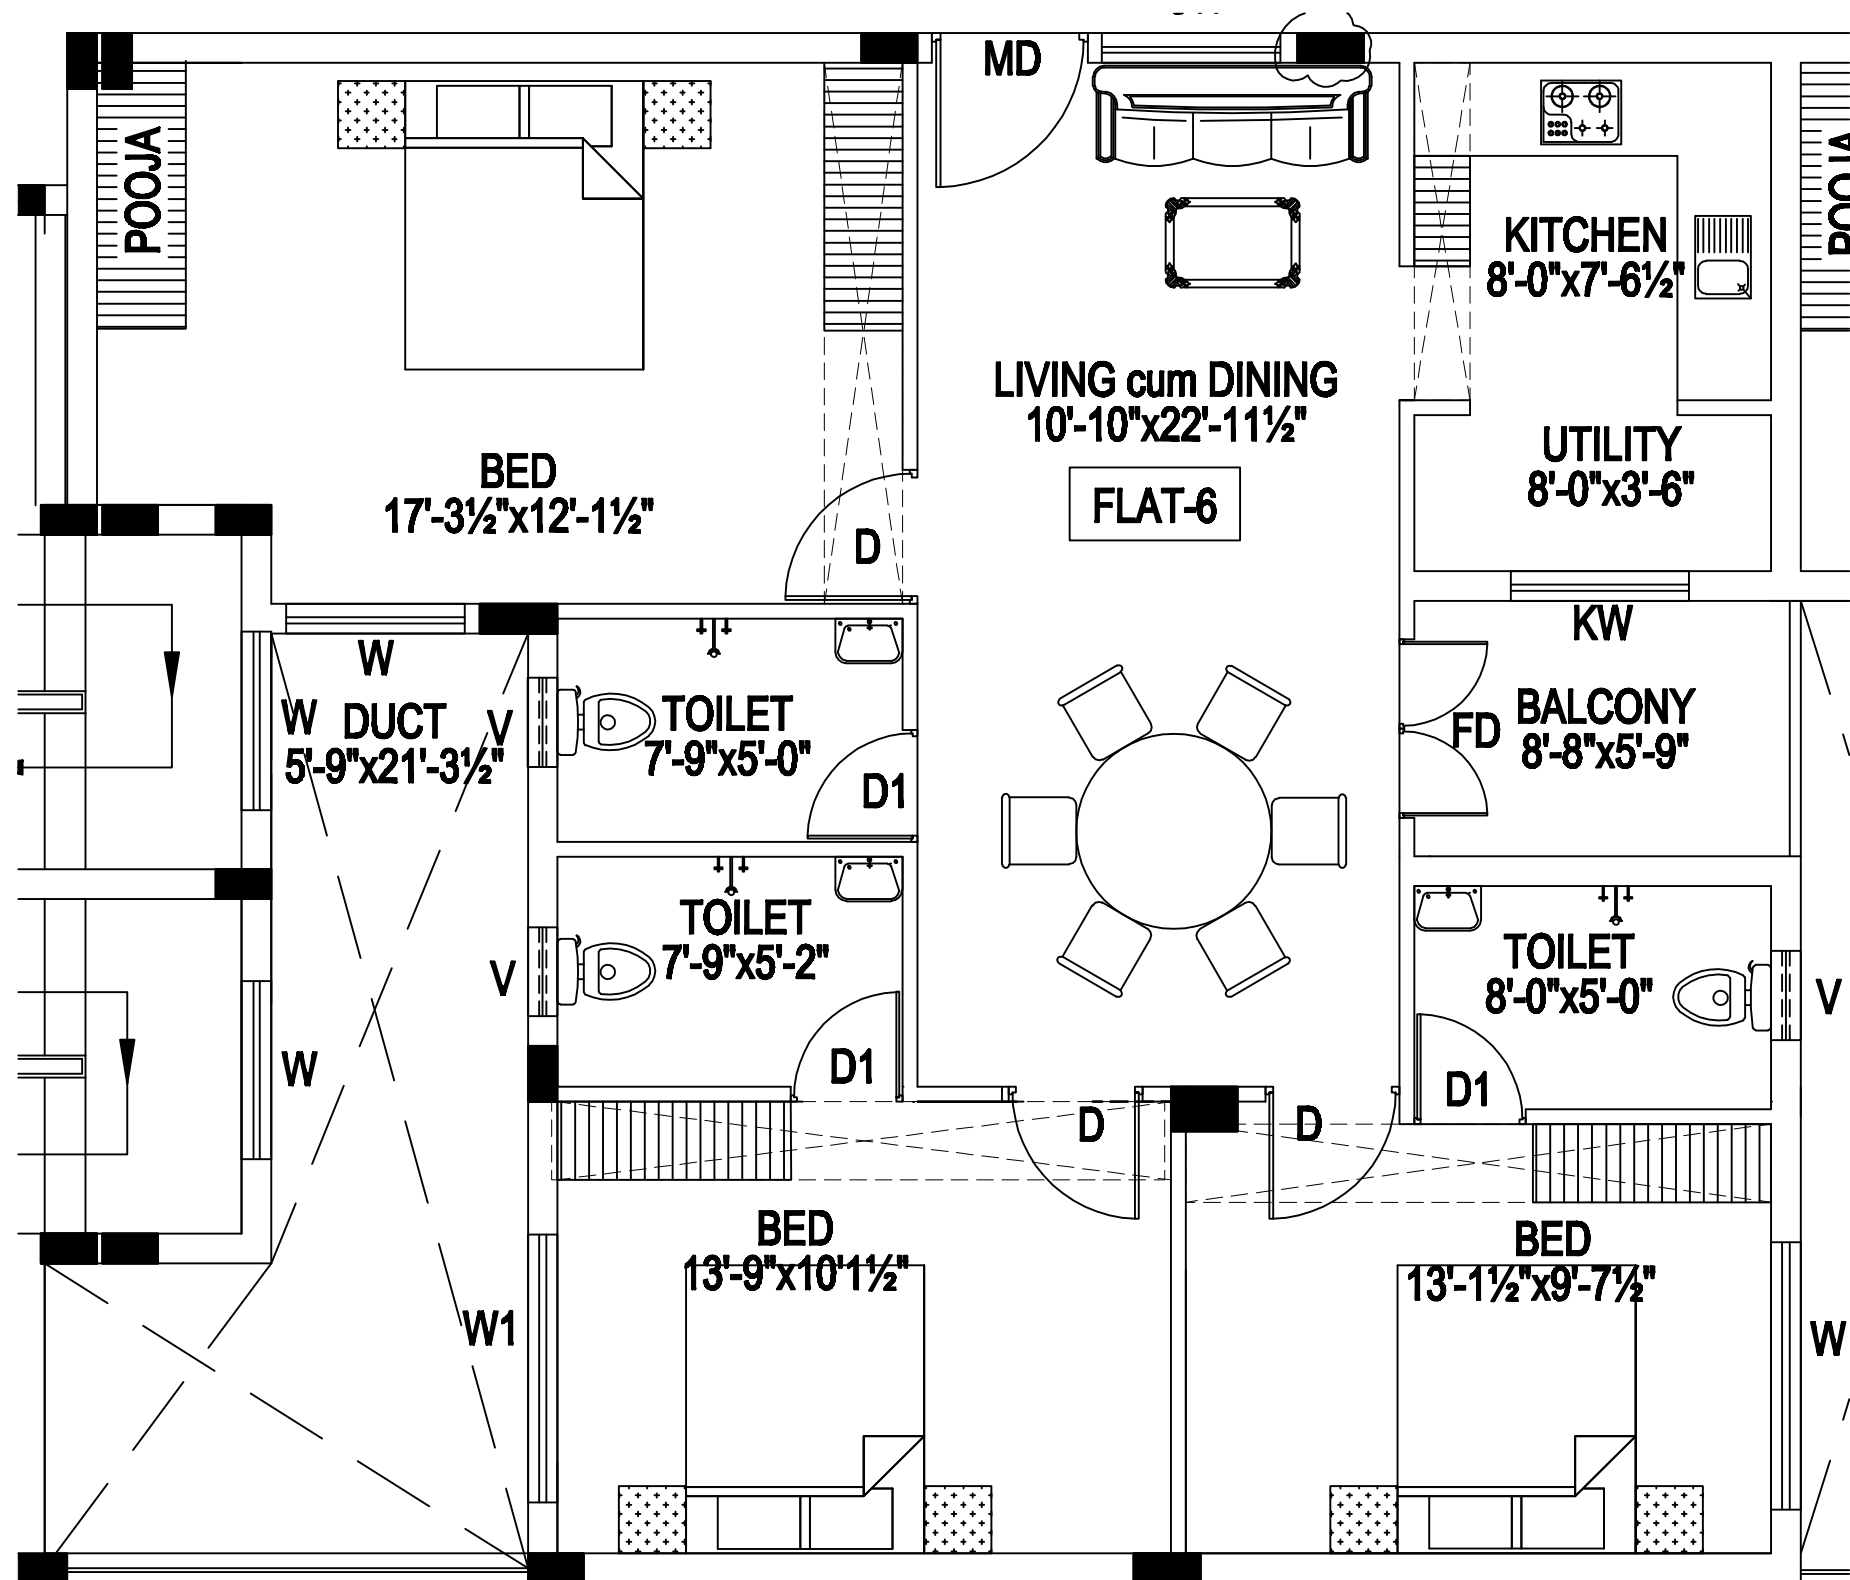 MD
POOJA
POOJA
KITCHEN
8'-0"x7'-6½"
LIVING cum DINING
10'-10"x22'-11½"
FLAT-6
UTILITY
8'-0"x3'-6"
BED
17'-3½"x12'-1½"
D
KW
W
W
DUCT
5'-9"x21'-3½"
V
TOILET
7'-9"x5'-0"
D1
FD
BALCONY
8'-8"x5'-9"
TOILET
7'-9"x5'-2"
V
D1
TOILET
8'-0"x5'-0"
V
D1
W
D
D
BED
13'-9"x10'1½"
BED
13'-1½"x9'-7½"
W1
W